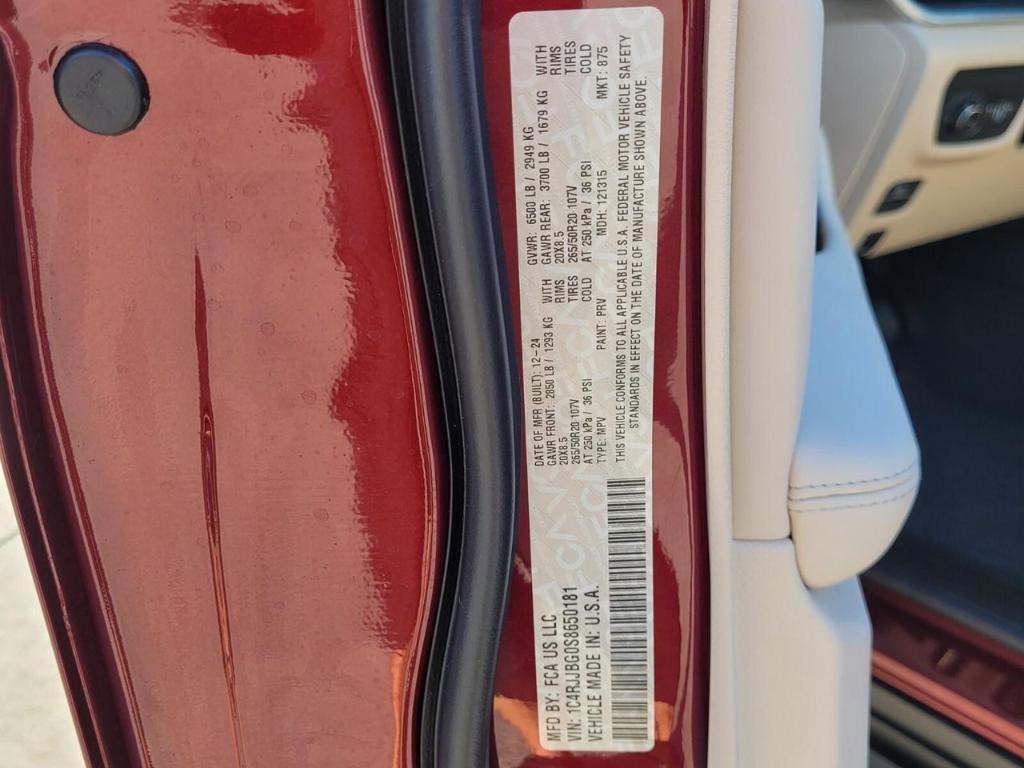 MFD BY: FCA US LLC
DATE OF MFR (BUILT): 12-24
GVWR: 6500 LB / 2949 KG
GAWR FRONT: 2850 LB / 1293 KG WITH
GAWR REAR: 3700 LB / 1679 KG WITH
20X8.5 RIMS
20X8.5 RIMS
265/50R20 107V TIRES
265/50R20 107V TIRES
AT 250 kPa / 36 PSI COLD
AT 250 kPa / 36 PSI COLD
VIN: 1C4RJJBG0S8650181
TYPE: MPV
PAINT: PRV
MDH: 121315
MKT: 875
VEHICLE MADE IN: U.S.A.
THIS VEHICLE CONFORMS TO ALL APPLICABLE U.S.A. FEDERAL MOTOR VEHICLE SAFETY
STANDARDS IN EFFECT ON THE DATE OF MANUFACTURE SHOWN ABOVE.